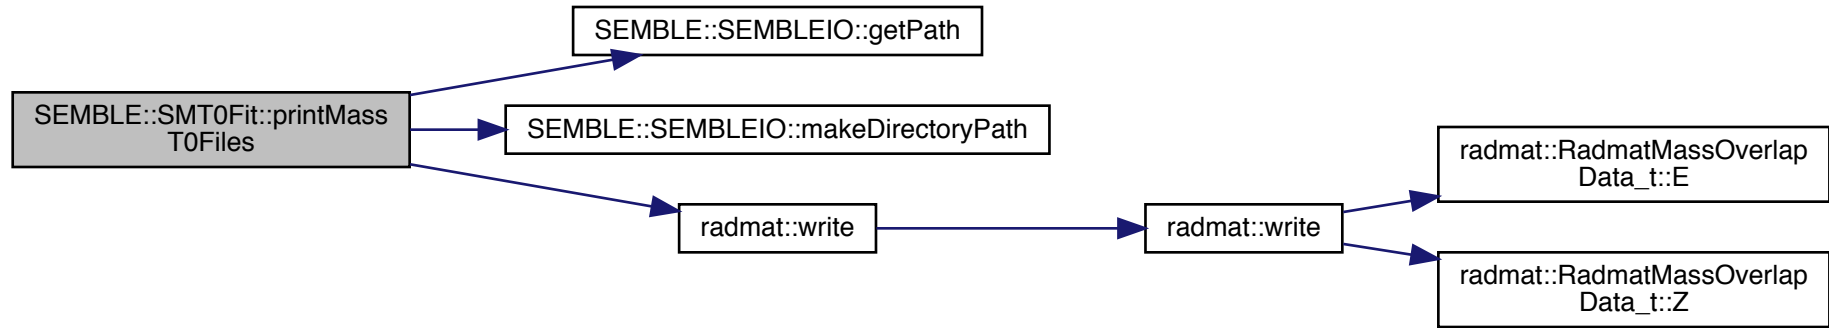 SEMBLE::SEMBLEIO::getPath
SEMBLE::SMT0Fit::printMass
T0Files
SEMBLE::SEMBLEIO::makeDirectoryPath
radmat::write
radmat::write
radmat::RadmatMassOverlap
Data_t::E
radmat::RadmatMassOverlap
Data_t::Z